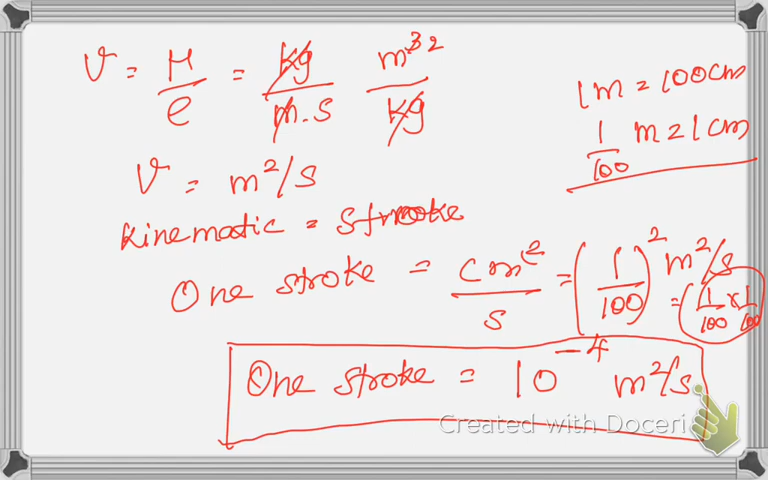 ν = μ/ρ = kg/m.s m³ 2/kg
1m = 100cm
1/100 m = 1cm
ν = m²/s
kinematic = stroke
One stroke = cm²/s = (1/100)² m²/s
= (1/100 x 1/100)
One stroke = 10⁻⁴ m²/s
Created with Doceri